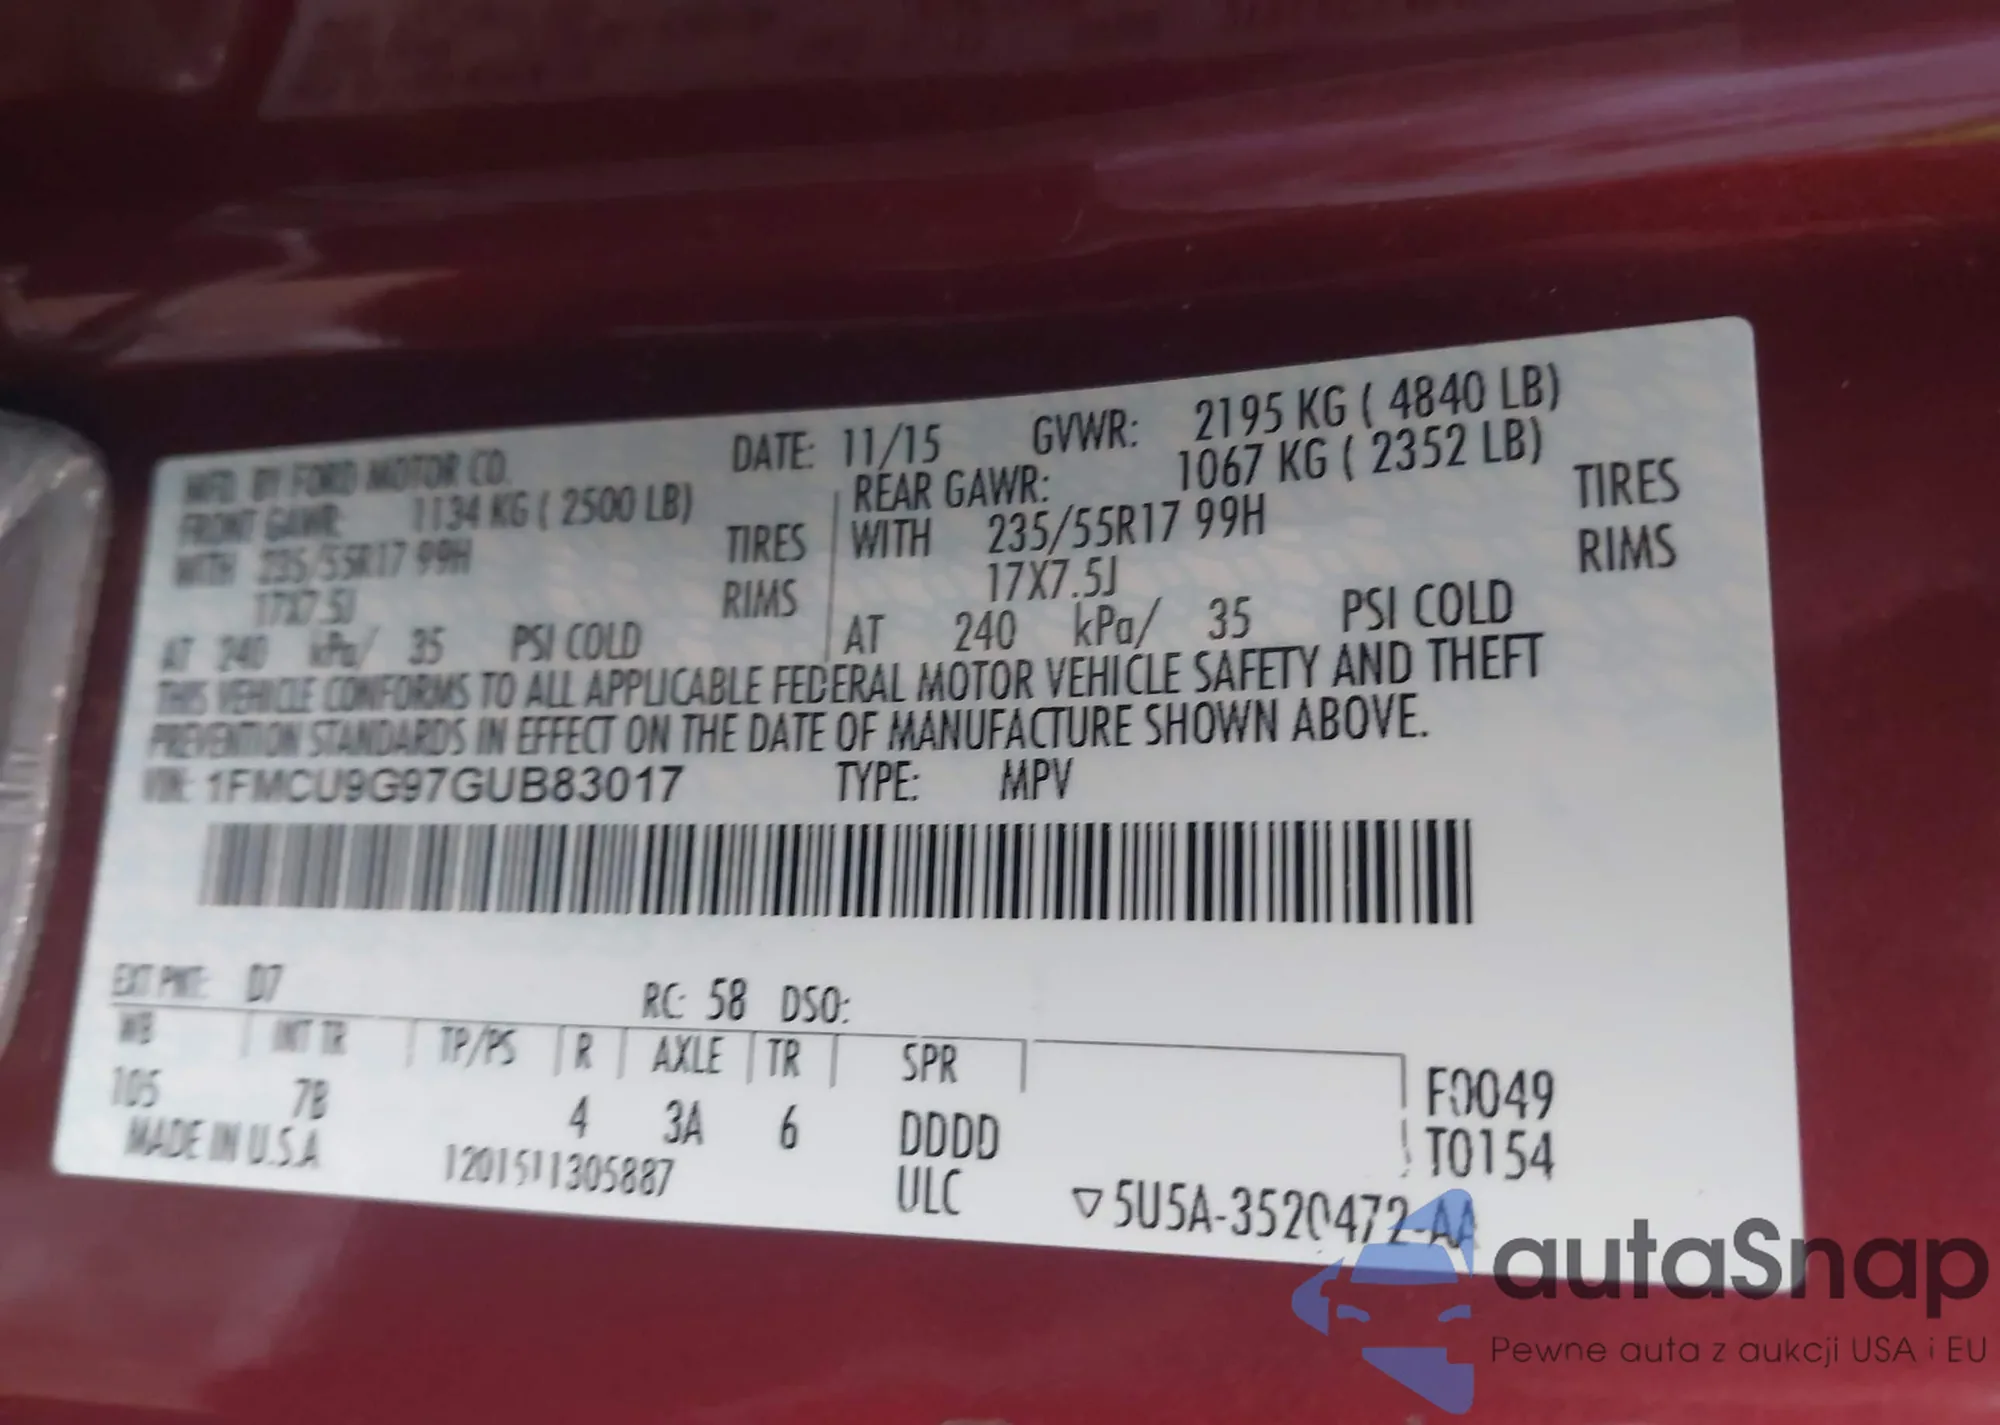 MFD. BY FORD MOTOR CO. DATE: 11/15 GVWR: 2195 KG ( 4840 LB)
FRONT GAWR: 1134 KG ( 2500 LB) REAR GAWR: 1067 KG ( 2352 LB)
WITH 235/55R17 99H TIRES WITH 235/55R17 99H TIRES
17X7.5J RIMS 17X7.5J RIMS
AT 240 kPa/ 35 PSI COLD AT 240 kPa/ 35 PSI COLD
THIS VEHICLE CONFORMS TO ALL APPLICABLE FEDERAL MOTOR VEHICLE SAFETY AND THEFT
PREVENTION STANDARDS IN EFFECT ON THE DATE OF MANUFACTURE SHOWN ABOVE.
VIN: 1FMCU9G97GUB83017 TYPE: MPV
EXT PNT: D7 RC: 58 DSO:
WB INT TR TP/PS R AXLE TR SPR
105 7B 4 3A 6 DDDD
F0049
T0154
MADE IN U.S.A 1201511305887 ULC
▽5U5A-3520472-AA
autaSnap
Pewne auta z aukcji USA i EU